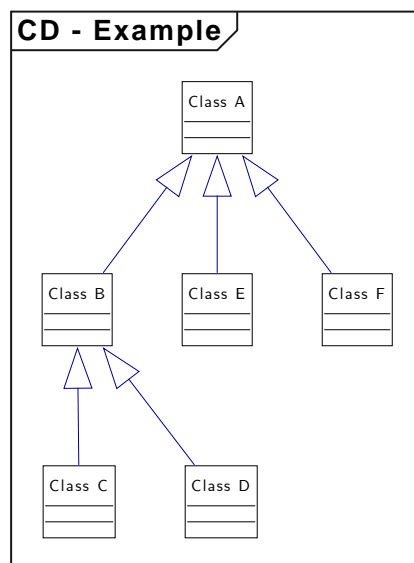 CD - Example
Class A
Class B
Class E
Class F
Class C
Class D